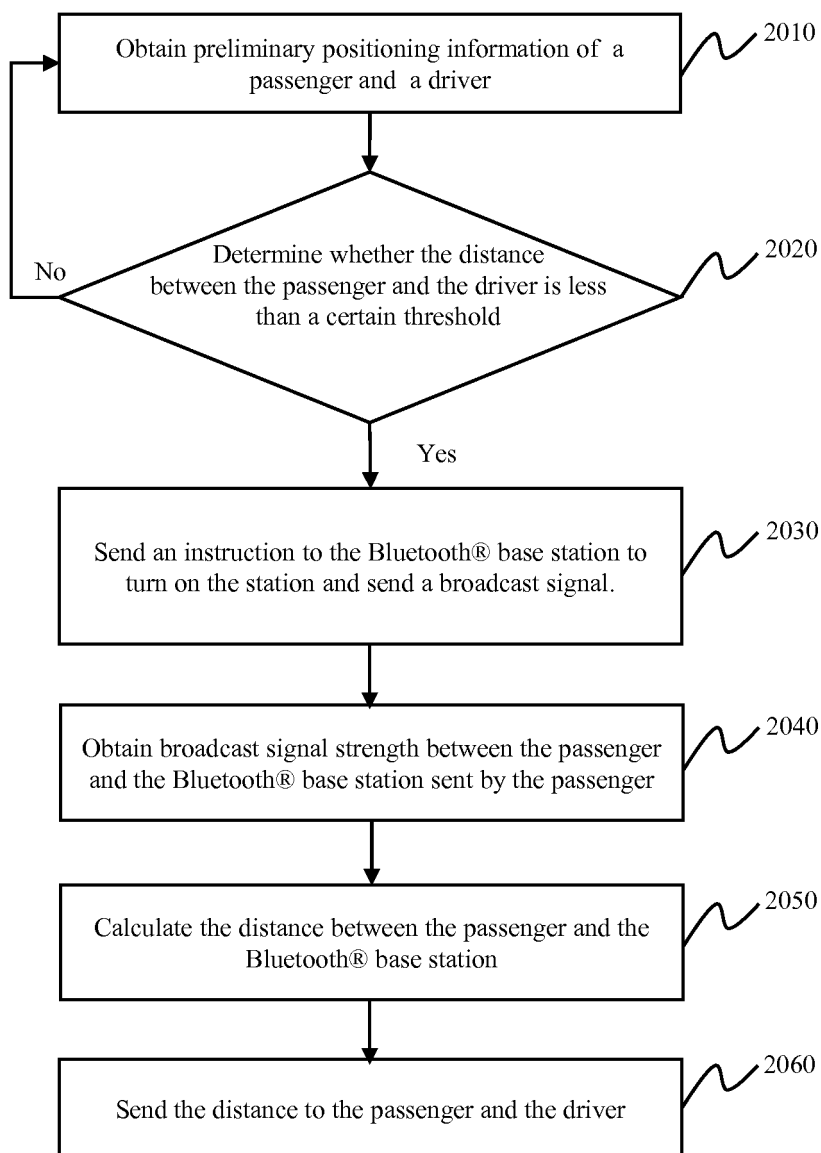 Obtain preliminary positioning information of a
passenger and a driver
2010
Determine whether the distance
between the passenger and the driver is less
than a certain threshold
2020
No
Yes
Send an instruction to the Bluetooth® base station to
turn on the station and send a broadcast signal.
2030
Obtain broadcast signal strength between the passenger
and the Bluetooth® base station sent by the passenger
2040
Calculate the distance between the passenger and the
Bluetooth® base station
2050
Send the distance to the passenger and the driver
2060